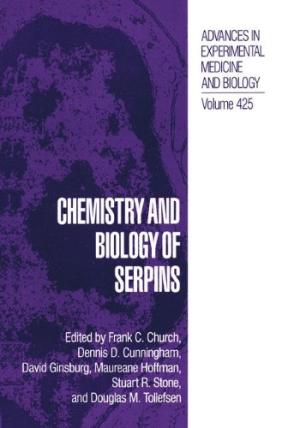 ADVANCES IN
EXPERIMENTAL
MEDICINE
AND BIOLOGY
Volume 425
CHEMISTRY AND
BIOLOGY OF
SERPINS
Edited by Frank C. Church,
Dennis D. Cunningham,
David Ginsburg, Maureane Hoffman,
Stuart R. Stone,
and Douglas M. Tollefsen